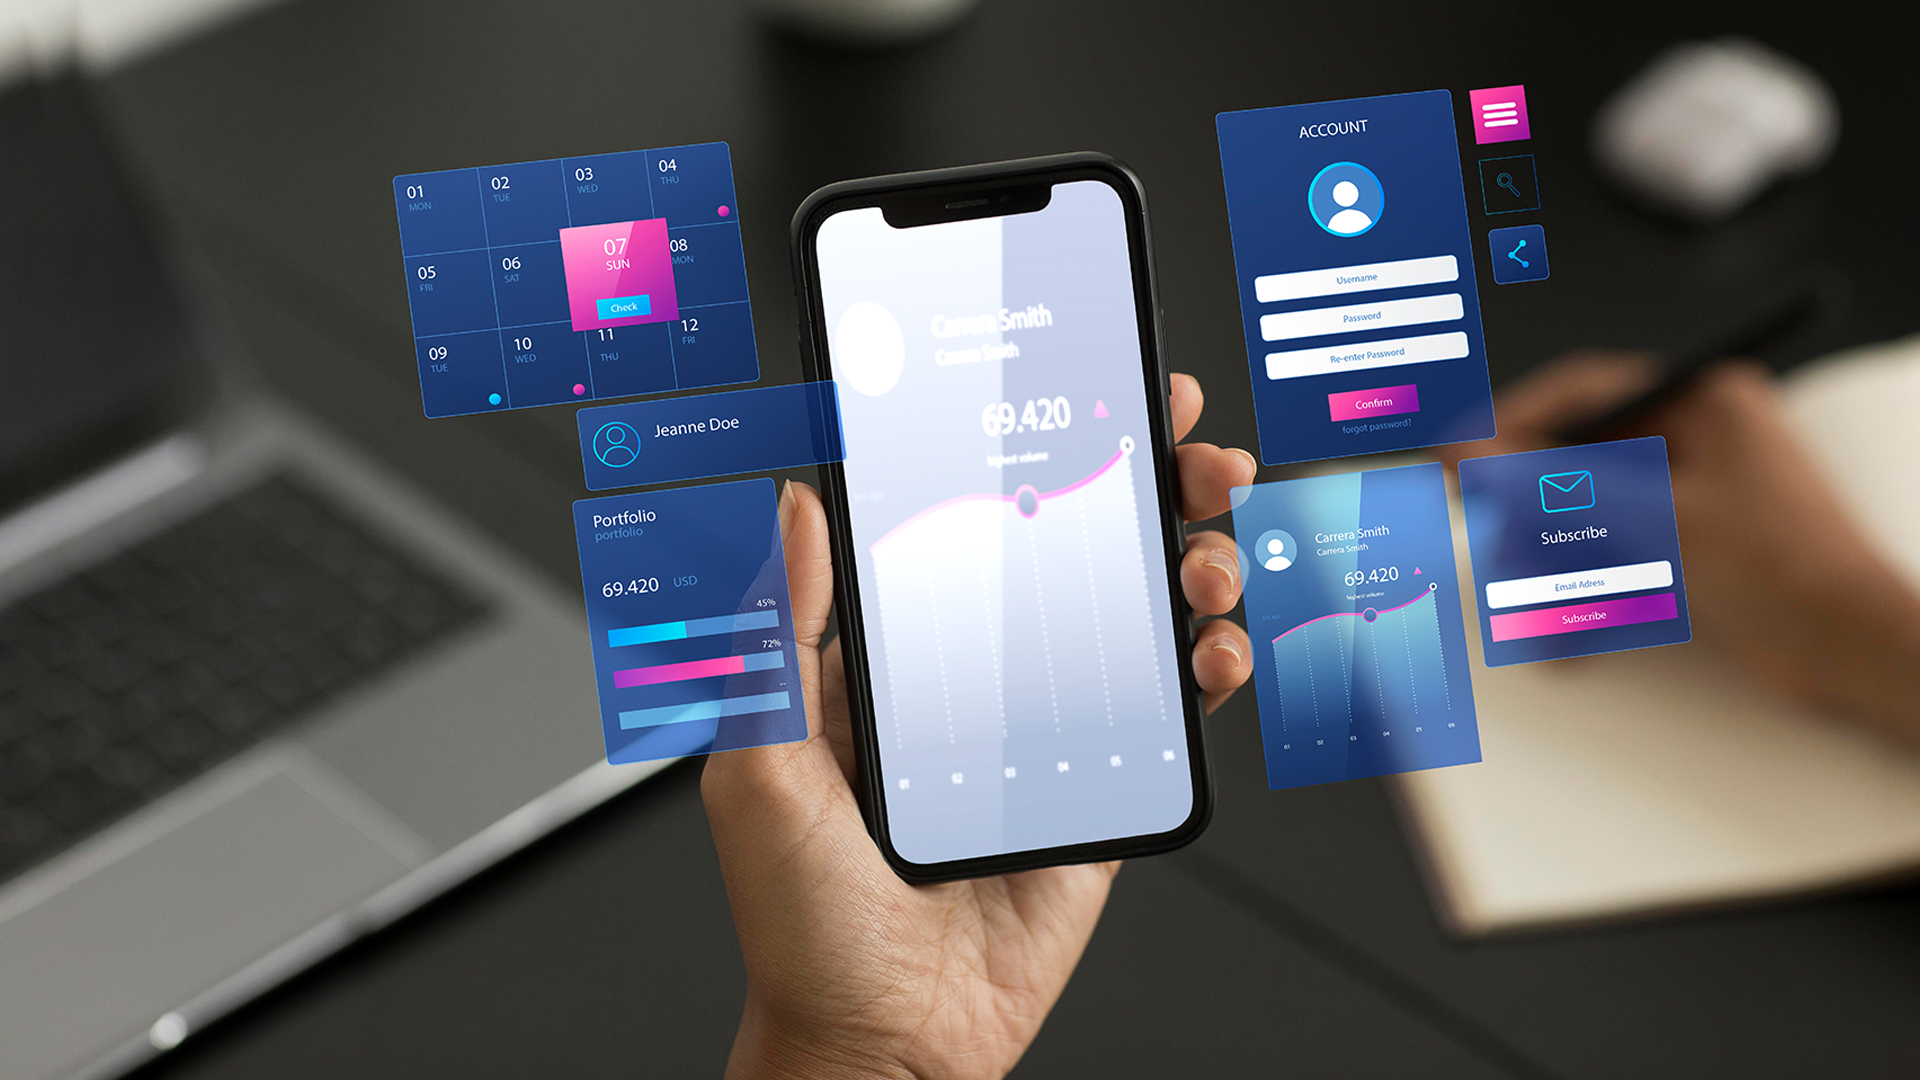 01
MON
02
TUE
03
WED
04
THU
05
FRI
06
SAT
07
SUN
Check
08
MON
09
TUE
10
WED
11
THU
12
FRI
Jeanne Doe
Portfolio
portfolio
69.420 USD
45%
72%
Carrera Smith
Carrera Smith
69.420
highest volume
01 02 03 04 05 06
ACCOUNT
Username
Password
Re-enter Password
Confirm
forgot password?
Carrera Smith
Carrera Smith
69.420
highest volume
01 02 03 04 05 06
Subscribe
Email Adress
Subscribe